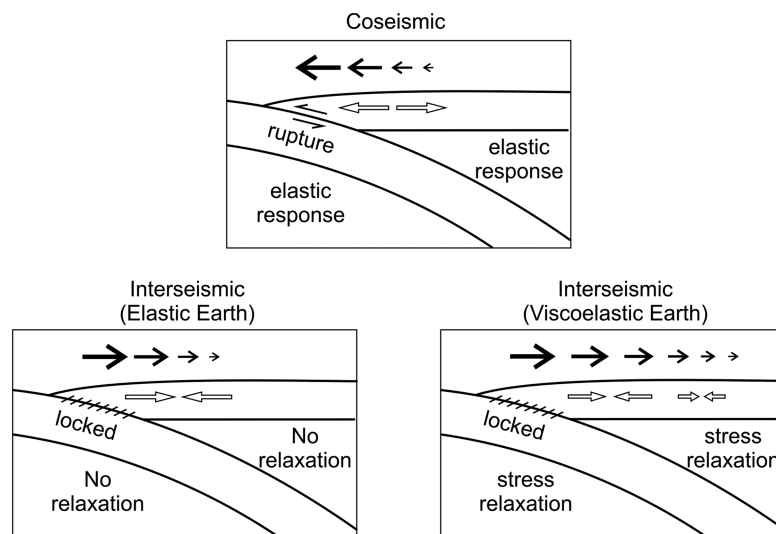 Coseismic
rupture
elastic
response
elastic
response
Interseismic
(Elastic Earth)
locked
No
relaxation
No
relaxation
Interseismic
(Viscoelastic Earth)
locked
stress
relaxation
stress
relaxation